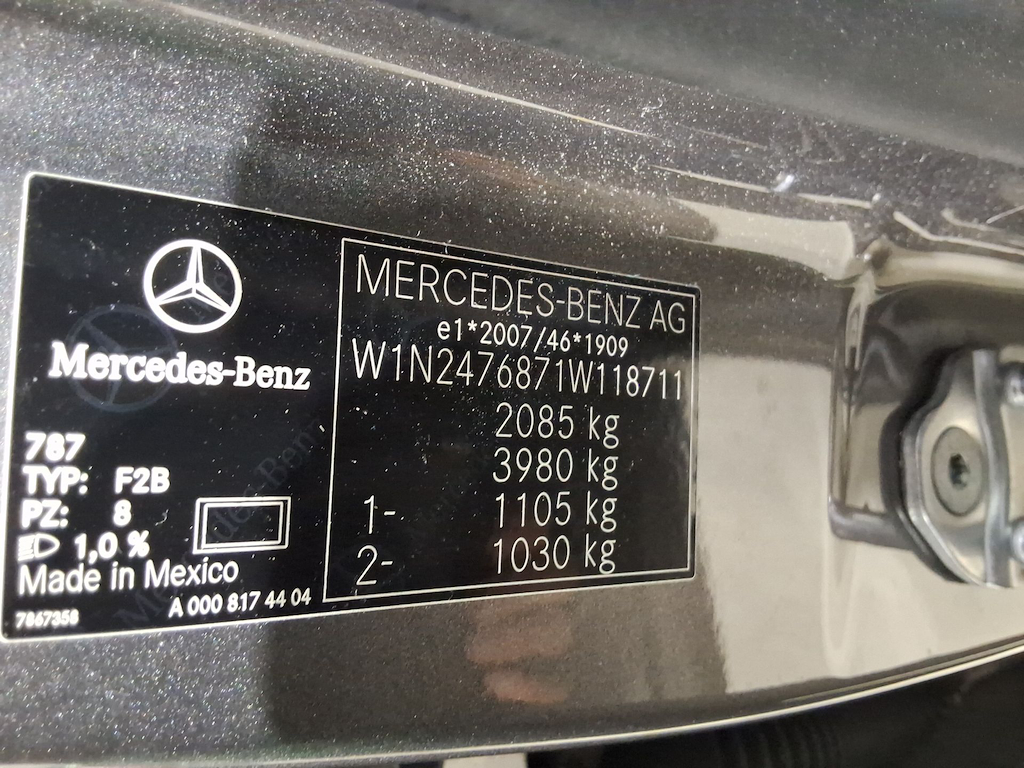 Mercedes-Benz
787
TYP: F2B
PZ: 8
1,0 %
Made in Mexico
7867358
A 000 817 44 04
MERCEDES-BENZ AG
e1*2007/46*1909
W1N2476871W118711
2085 kg
3980 kg
1- 1105 kg
2- 1030 kg